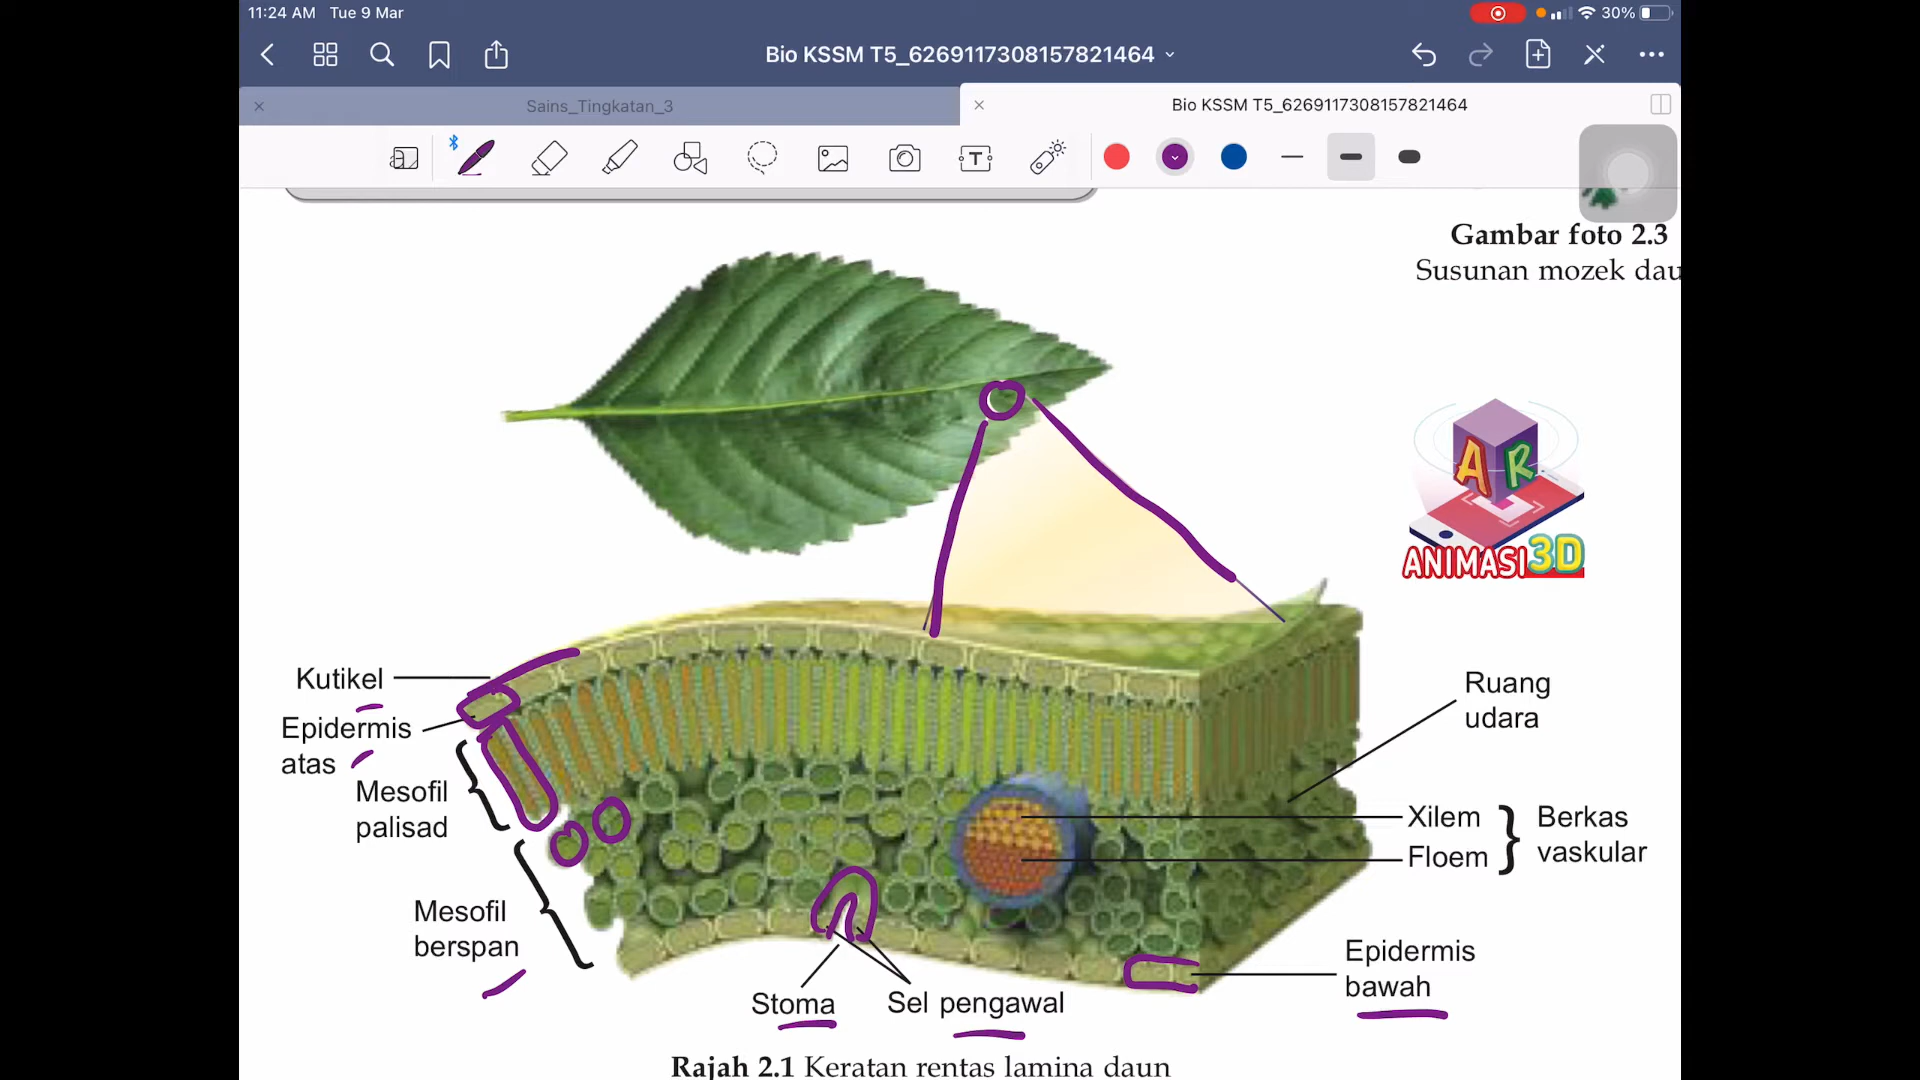 11:24 AM Tue 9 Mar
30%
Bio KSSM T5_6269117308157821464
Sains_Tingkatan_3
Bio KSSM T5_6269117308157821464
Gambar foto 2.3
Susunan mozek dau
AR
ANIMASI3D
Kutikel
Epidermis
atas
Mesofil
palisad
Mesofil
berspan
Stoma
Sel pengawal
Ruang
udara
Xilem
Floem
Berkas
vaskular
Epidermis
bawah
Rajah 2.1 Keratan rentas lamina daun